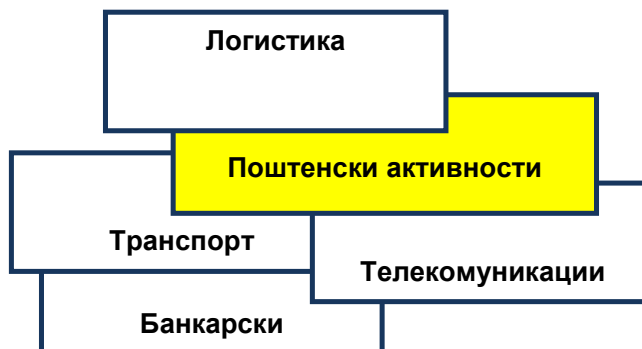 Логистика
Поштенски активности
Транспорт
Телекомуникации
Банкарски